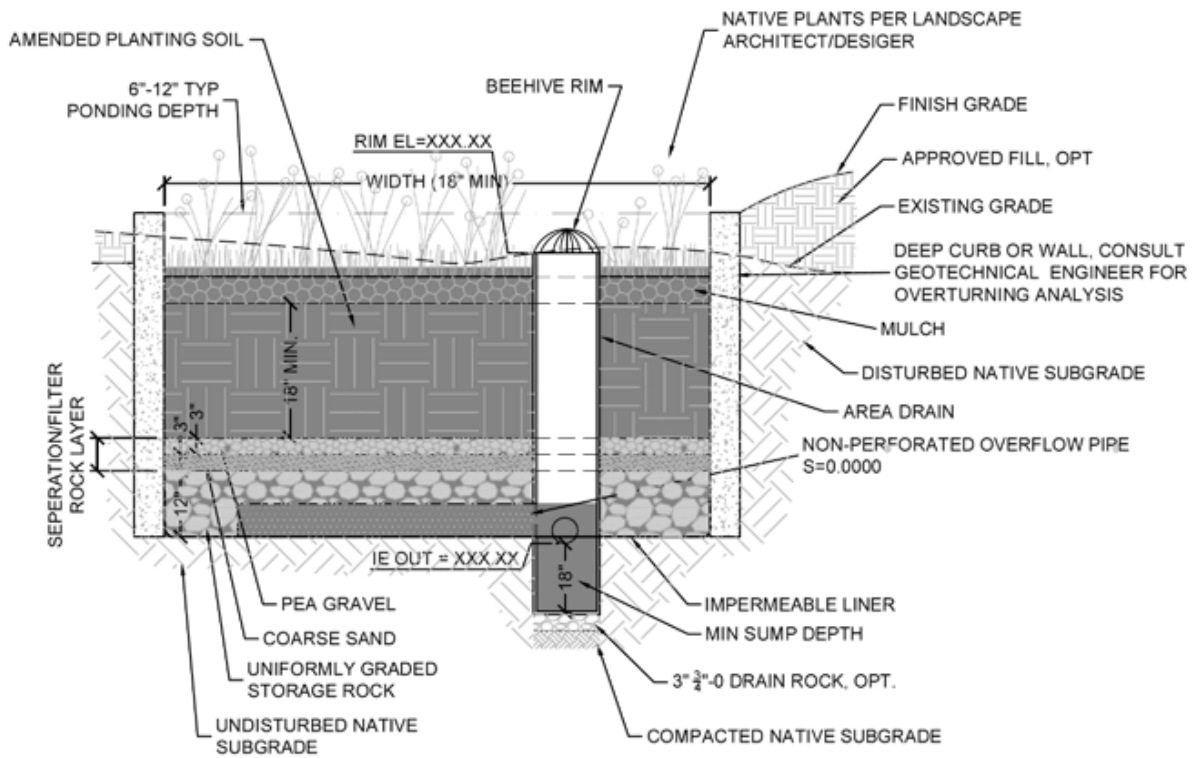 NATIVE PLANTS PER LANDSCAPE
ARCHITECT/DESIGER
AMENDED PLANTING SOIL
6"-12" TYP
PONDING DEPTH
BEEHIVE RIM
FINISH GRADE
RIM EL=XXX.XX
APPROVED FILL, OPT
WIDTH (18" MIN)
EXISTING GRADE
DEEP CURB OR WALL, CONSULT
GEOTECHNICAL ENGINEER FOR
OVERTURNING ANALYSIS
MULCH
18" MIN.
DISTURBED NATIVE SUBGRADE
AREA DRAIN
3"
3"
SEPERATION/FILTER
ROCK LAYER
NON-PERFORATED OVERFLOW PIPE
S=0.0000
12"
IE OUT = XXX.XX
18"
PEA GRAVEL
IMPERMEABLE LINER
COARSE SAND
MIN SUMP DEPTH
UNIFORMLY GRADED
STORAGE ROCK
3" 3/4"-0 DRAIN ROCK, OPT.
UNDISTURBED NATIVE
SUBGRADE
COMPACTED NATIVE SUBGRADE